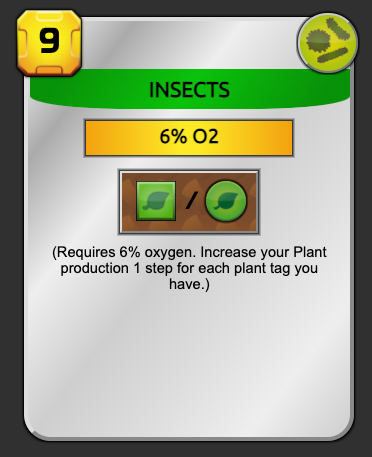 9
INSECTS
6% O2
/
(Requires 6% oxygen. Increase your Plant
production 1 step for each plant tag you
have.)